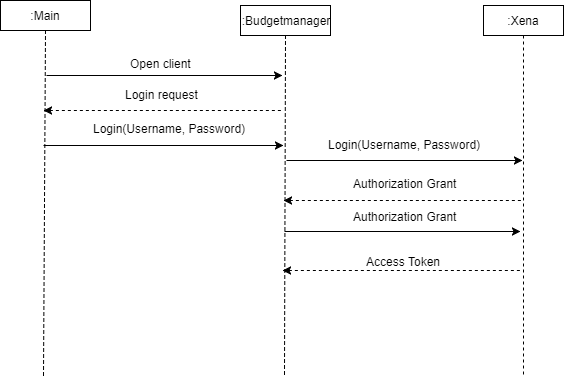 :Main
:Budgetmanager
:Xena
Open client
Login request
Login(Username, Password)
Login(Username, Password)
Authorization Grant
Authorization Grant
Access Token